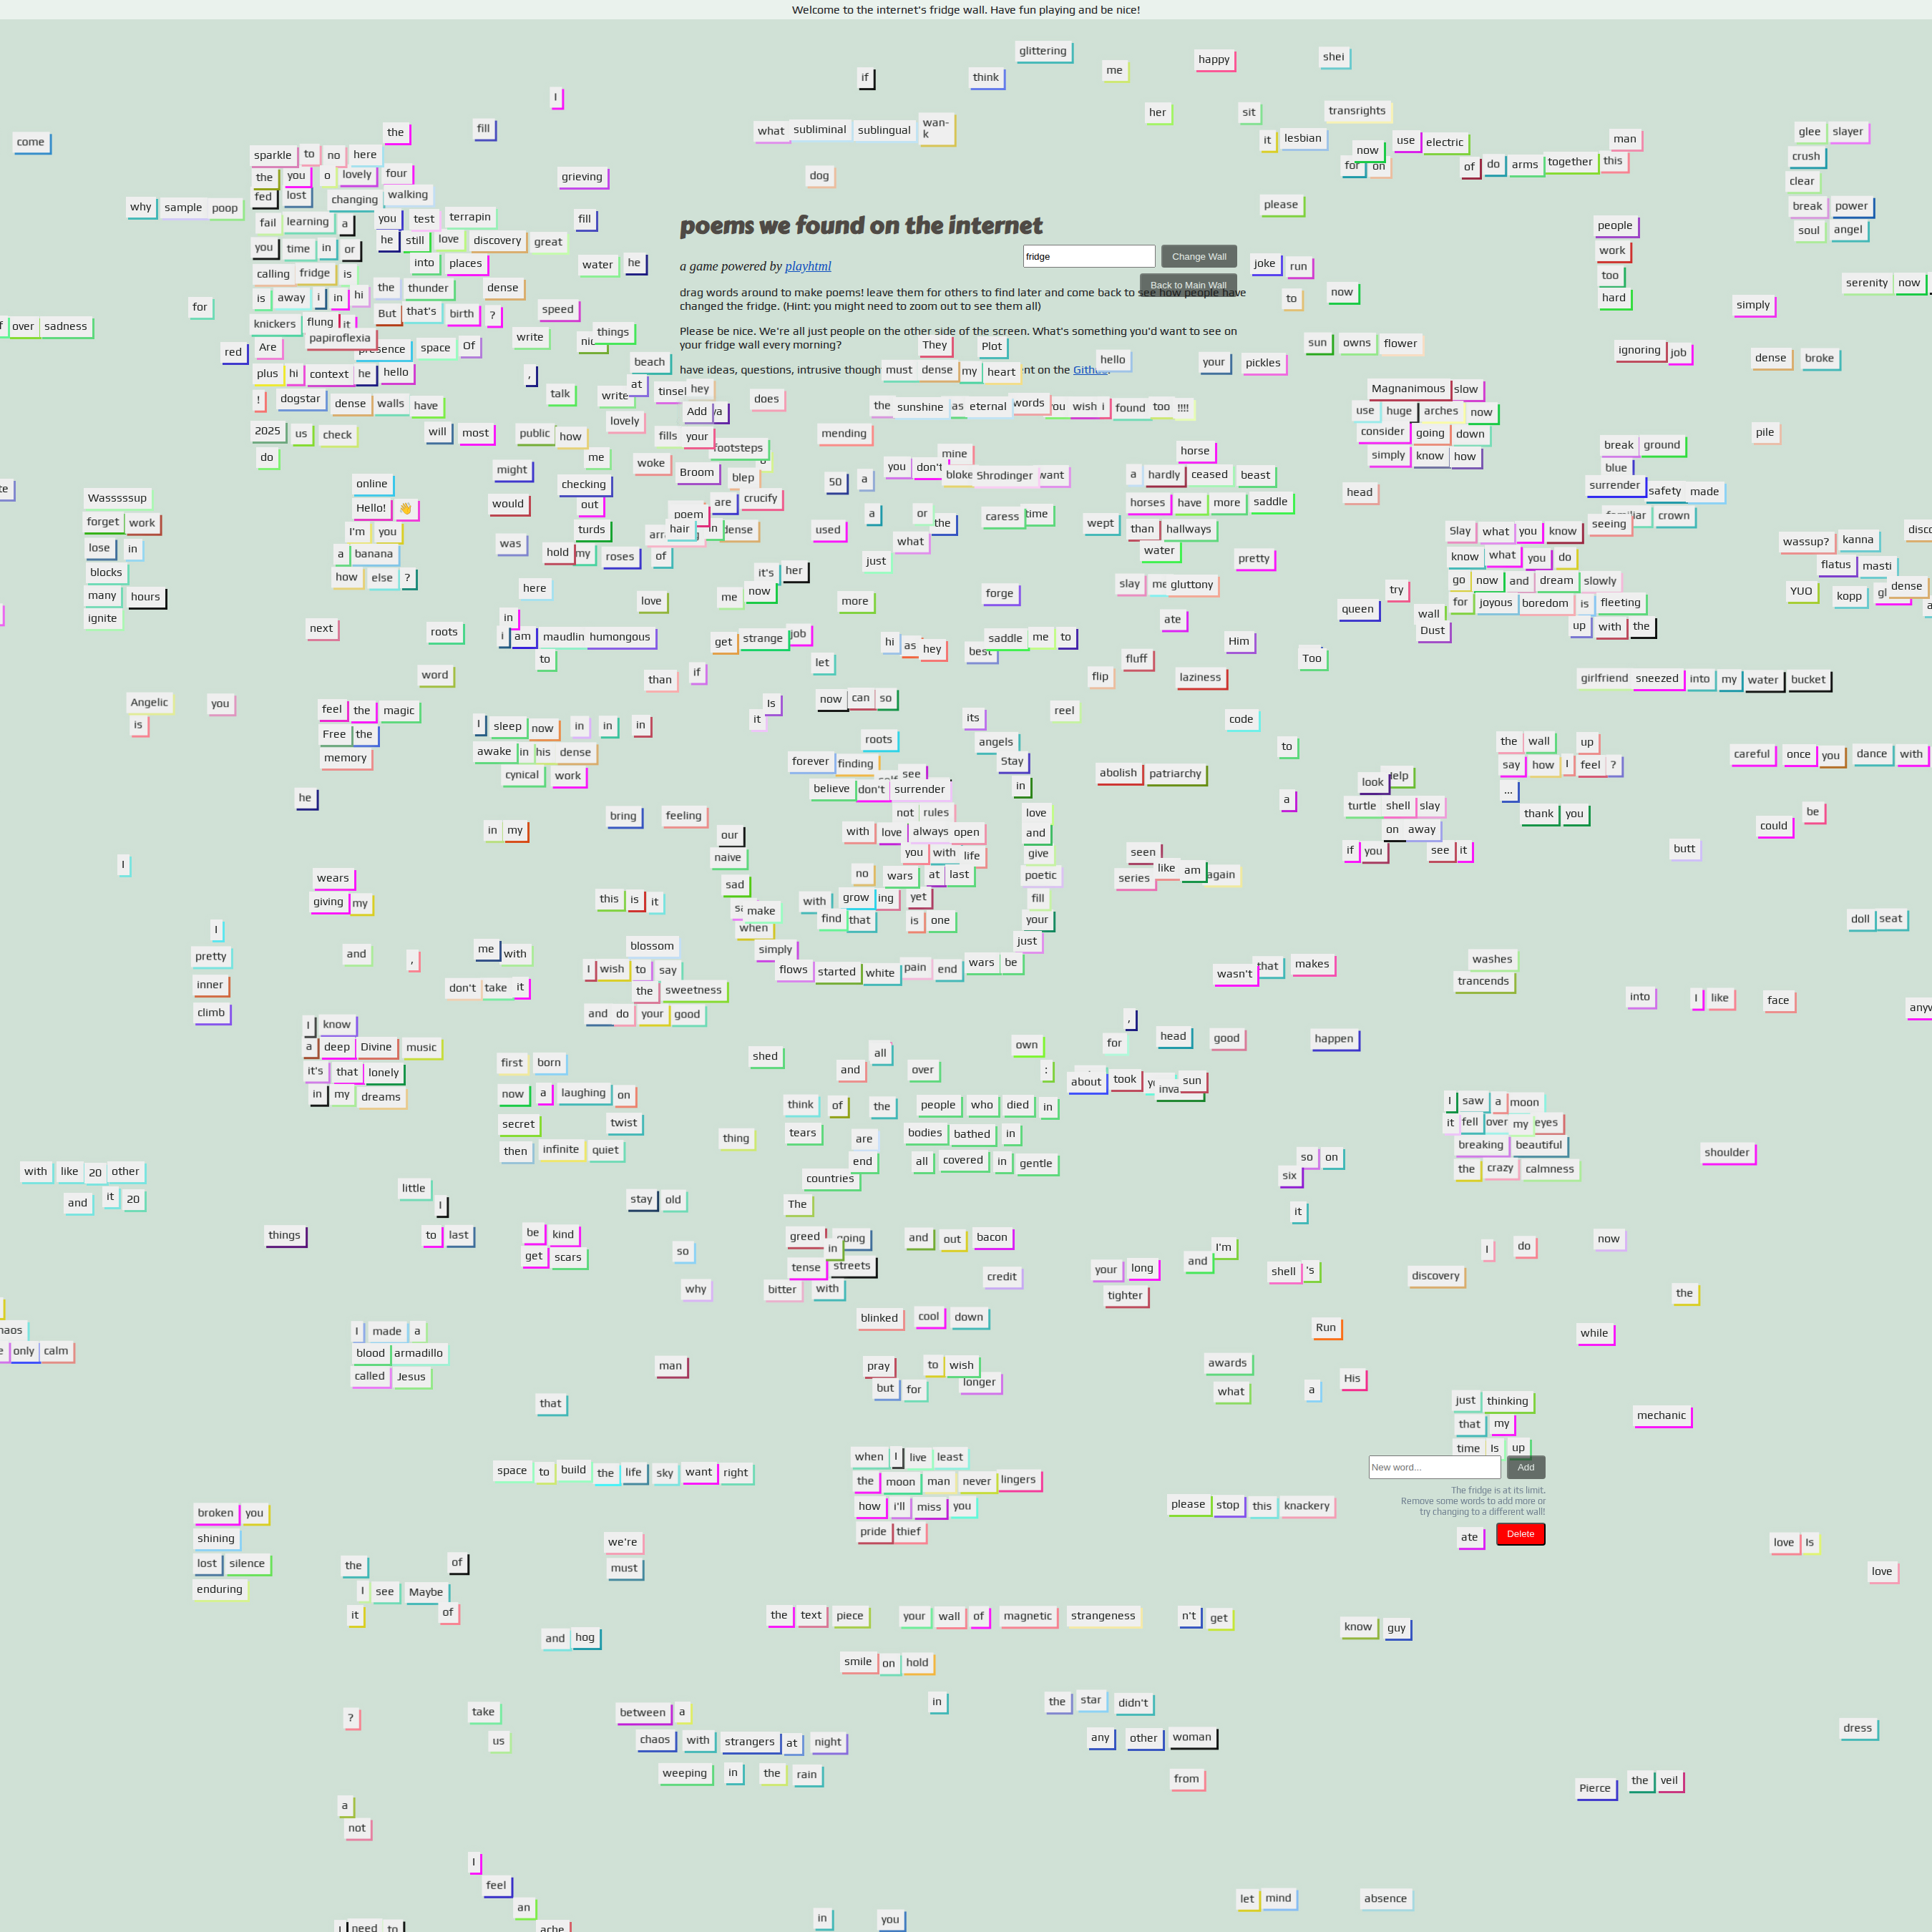 Welcome to the internet's fridge wall. Have fun playing and be nice!
glittering
if think me happy shei
I
her sit transrights
come the fill what subliminal sublingual wan-k
it lesbian now use electric man glee slayer
sparkle to no here
for on of do arms together this crush
the you o lovely four grieving dog
clear
fed lost changing walking
why sample poop
please break power
fail learning a you test terrapin fill
poems we found on the internet
people soul angel
you time in or he still love discovery great
fridge Change Wall
work
into places water he
a game powered by playhtml
joke run
calling fridge is
too
Back to Main Wall
the thunder dense
serenity now
is away i in hi
drag words around to make poems! leave them for others to find later and come back to see how people have
to now hard
for speed simply
changed the fridge. (Hint: you might need to zoom out to see them all)
But that's birth ?
over sadness
knickers flung it
Please be nice. We're all just people on the other side of the screen. What's something you'd want to see on
write things
papiroflexia
your fridge wall every morning?
sun owns flower
red Are space Of
They Plot
ignoring job
dense broke
beach hello your pickles
plus hi context he hello ,
have ideas, questions, intrusive
must dense my heart
on the
at tinsel hey
Magnanimous slow
! dogstar dense walls have talk write does
Add
the sunshine as eternal words wish i found too !!!!
use huge arches now
2025 us check will most public how lovely fills your mending
consider going down
pile
do me woke
mine horse
simply know how
break ground
might Broom blep
you don't bloke Shrodinger
a hardly ceased beast
blue
online checking
so a
surrender safety made
Wasssssup would out are crucify
horses have more saddle
head
Hello! 👋
poem
a or the caress time
crown
forget work
I'm you
turds hair in dense used
wept than hallways
Slay what you know seeing
lose in
was hold my roses of
what
water
wassup? kanna
a banana
just
pretty
know what you do
blocks
it's her
flatus masti
how else ?
here
slay me gluttony
go now and dream slowly
many hours
love me now more forge
try
YUO kopp dense
ignite
queen wall
for joyous boredom is fleeting
in
ate
next roots
i am maudlin humongous
get strange job
hi as hey best saddle me to
Him
Dust
up with the
to
let
fluff Too
word
than if
flip laziness
girlfriend sneezed into my water bucket
Angelic you
Is
now can so
is
feel the magic
it
its reel code
I sleep now in in in
roots
Free the
angels
to
the wall up
awake in his dense
forever finding
Stay
careful once you dance with
memory
see
abolish patriarchy
say how I feel ?
cynical work
believe don't surrender
in
look
he
a
...
not rules
love
turtle shell slay
thank you
be
bring feeling
with love always open
and
on away
could
in my
our
you with life
give
seen
if you see it
butt
I
naive
no wars at last
poetic
series like am again
wears
sad
with grow ing yet
fill
giving my
this is it
make
find that is one
your
doll seat
I
when
just
pretty
and , me with blossom
simply
flows started white pain end wars be
wasn't that makes
washes
inner
I wish to say
trancends
don't take it
the sweetness
into I like face
climb
and do your good
I know
,
a deep Divine music
own for head good happen
it's that lonely
first born shed and all over :
in my dreams
about took sun
now a laughing on
think of the people who died in
I saw a moon
secret twist
thing tears are bodies bathed in
it fell over my eyes
then infinite quiet
breaking beautiful
end all covered in gentle
so on
shoulder
with like 20 other
countries
six
the crazy calmness
and it 20
little I
stay old
The
it
things to last
be kind
greed in and out bacon
I'm
I do now
get scars
so
tense streets
your long and
shell 's
discovery
why bitter with credit
tighter
the
blinked cool down
Run
while
only calm
I made a
blood armadillo
man
pray to wish
awards
called Jesus
but for longer
what a His
that
just thinking
mechanic
that my
when I live least
time Is up
space to build the life sky want right
the moon man never lingers
New word... Add
The fridge is at its limit.
Remove some words to add more or
try changing to a different wall!
broken you
how i'll miss you
please stop this knackery
shining
we're
pride thief
ate Delete
love Is
lost silence
the of
must
love
enduring
I see Maybe
it of
the text piece your wall of magnetic strangeness n't get
know guy
and hog
smile on hold
? take
between a
in the star didn't
dress
us
chaos with strangers at night
any other woman
weeping in the rain
from
Pierce the veil
a
not
I
feel
let mind absence
an
in you
I need to ache